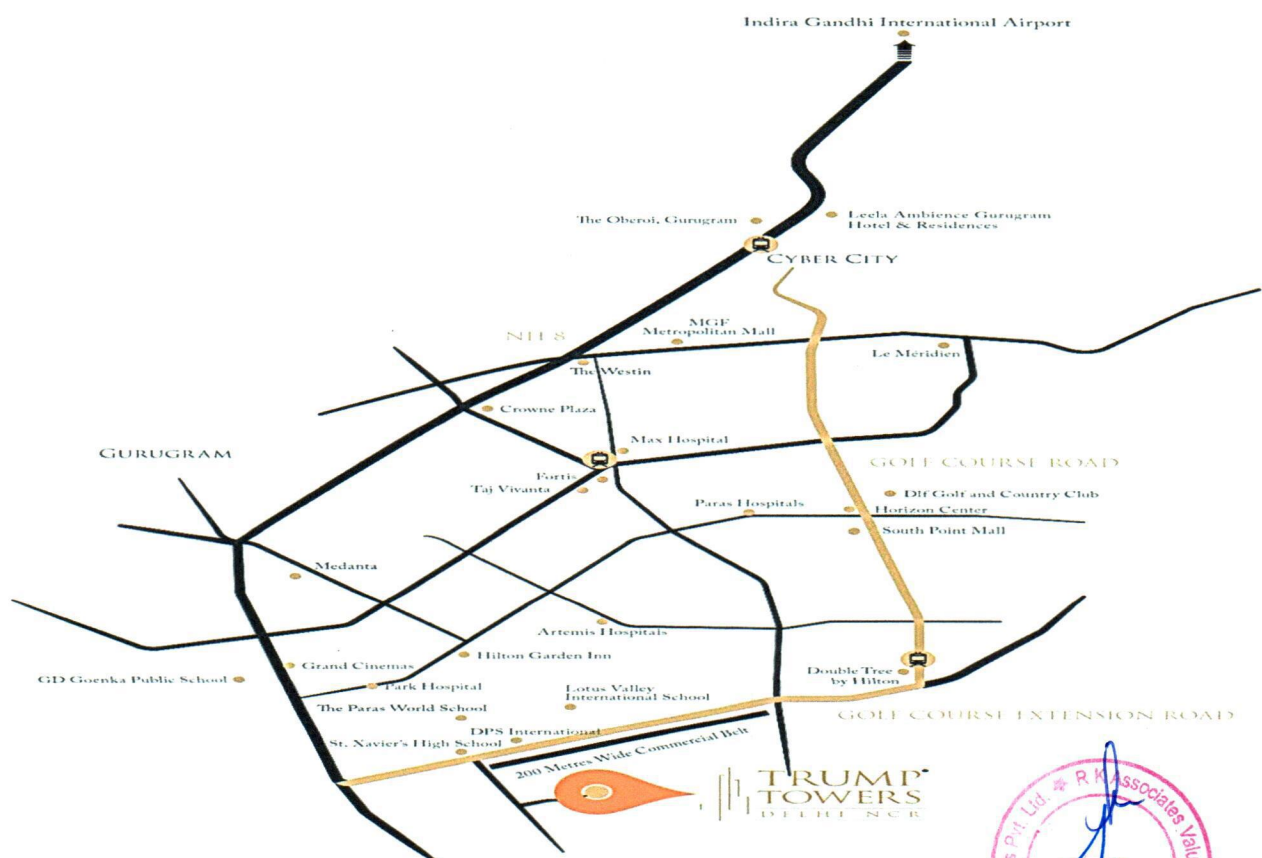 Indira Gandhi International Airport
The Oberoi, Gurugram
Leela Ambience Gurugram
Hotel & Residences
CYBER CITY
NH 8
MGF
Metropolitan Mall
Le Méridien
The Westin
Crowne Plaza
Max Hospital
GURUGRAM
GOLF COURSE ROAD
Fortis
Taj Vivanta
Dlf Golf and Country Club
Paras Hospitals
Horizon Center
South Point Mall
Medanta
Artemis Hospitals
Hilton Garden Inn
Grand Cinemas
GD Goenka Public School
Double Tree
by Hilton
Park Hospital
Lotus Valley
International School
The Paras World School
GOLF COURSE EXTENSION ROAD
DPS International
St. Xavier's High School
200 Metres Wide Commercial Belt
TRUMP
TOWERS
DELHI NCR
s Pvt. Ltd. R K Associates Valu